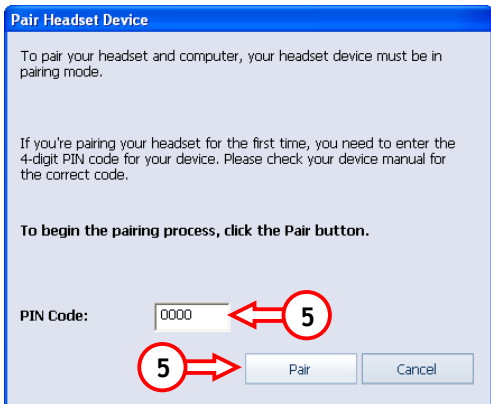 Pair Headset Device
To pair your headset and computer, your headset device must be in
pairing mode.
If you're pairing your headset for the first time, you need to enter the
4-digit PIN code for your device. Please check your device manual for
the correct code.
To begin the pairing process, click the Pair button.
PIN Code: 0000 5
5 Pair Cancel